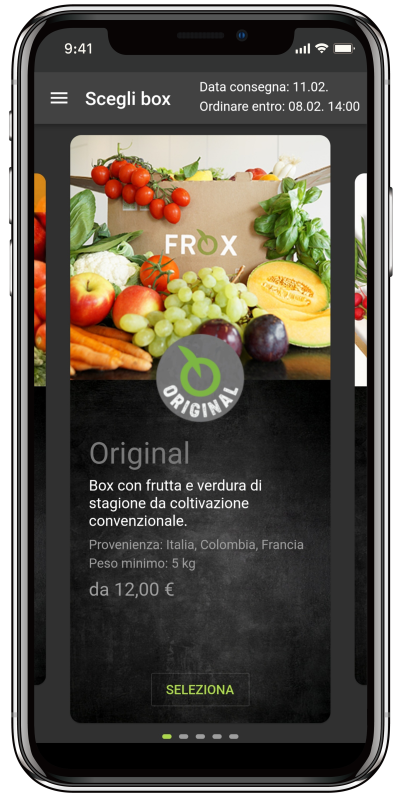 9:41
Scegli box
Data consegna: 11.02.
Ordinare entro: 08.02. 14:00
FROX
ORIGINAL
Original
Box con frutta e verdura di
stagione da coltivazione
convenzionale.
Provenienza: Italia, Colombia, Francia
Peso minimo: 5 kg
da 12,00 €
SELEZIONA